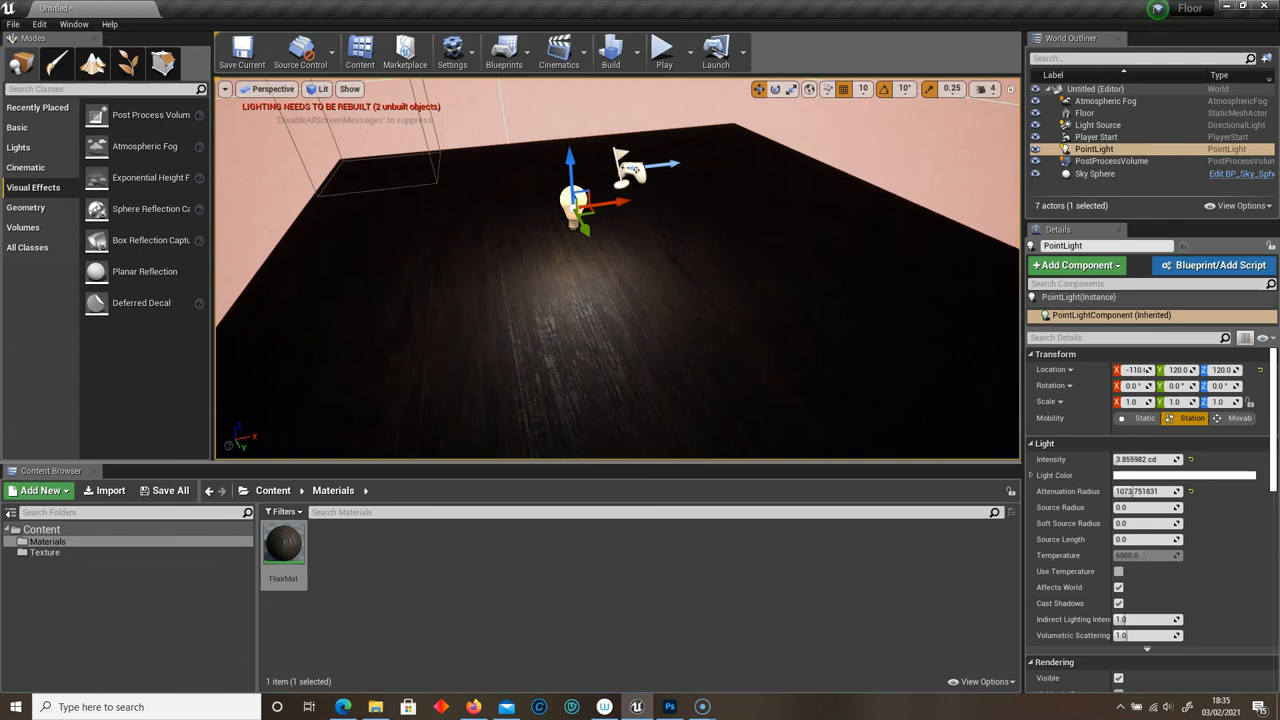 Untitled*
Floor
File Edit Window Help
Modes
Search Classes
Recently Placed
Basic
Lights
Cinematic
Visual Effects
Geometry
Volumes
All Classes
Post Process Volum
Atmospheric Fog
Exponential Height F
Sphere Reflection Ca
Box Reflection Captu
Planar Reflection
Deferred Decal
Save Current
Source Control
Content
Marketplace
Settings
Blueprints
Cinematics
Build
Play
Launch
Perspective Lit Show
10 10° 0.25 4
LIGHTING NEEDS TO BE REBUILT (2 unbuilt objects)
'DisableAllScreenMessages' to suppress
World Outliner
Search...
Label Type
Untitled (Editor) World
Atmospheric Fog AtmosphericFog
Floor StaticMeshActor
Light Source DirectionalLight
Player Start PlayerStart
PointLight PointLight
PostProcessVolume PostProcessVolume
Sky Sphere Edit BP_Sky_Sph
7 actors (1 selected) View Options
Details
PointLight
+Add Component Blueprint/Add Script
Search Components
PointLight(Instance)
PointLightComponent (Inherited)
Search Details
Transform
Location X -110.( Y 120.0 Z 120.0
Rotation X 0.0 ° Y 0.0 ° Z 0.0 °
Scale X 1.0 Y 1.0 Z 1.0
Mobility Static Station Movab
Light
Intensity 3.855982 cd
Light Color
Attenuation Radius 1073.751831
Source Radius 0.0
Soft Source Radius 0.0
Source Length 0.0
Temperature 6500.0
Use Temperature
Affects World
Cast Shadows
Indirect Lighting Inten 1.0
Volumetric Scattering 1.0
Rendering
Visible
Content Browser
Add New Import Save All Content Materials
Search Folders
Content
Materials
Texture
Filters Search Materials
FloorMat
1 item (1 selected) View Options
Type here to search
18:35
03/02/2021